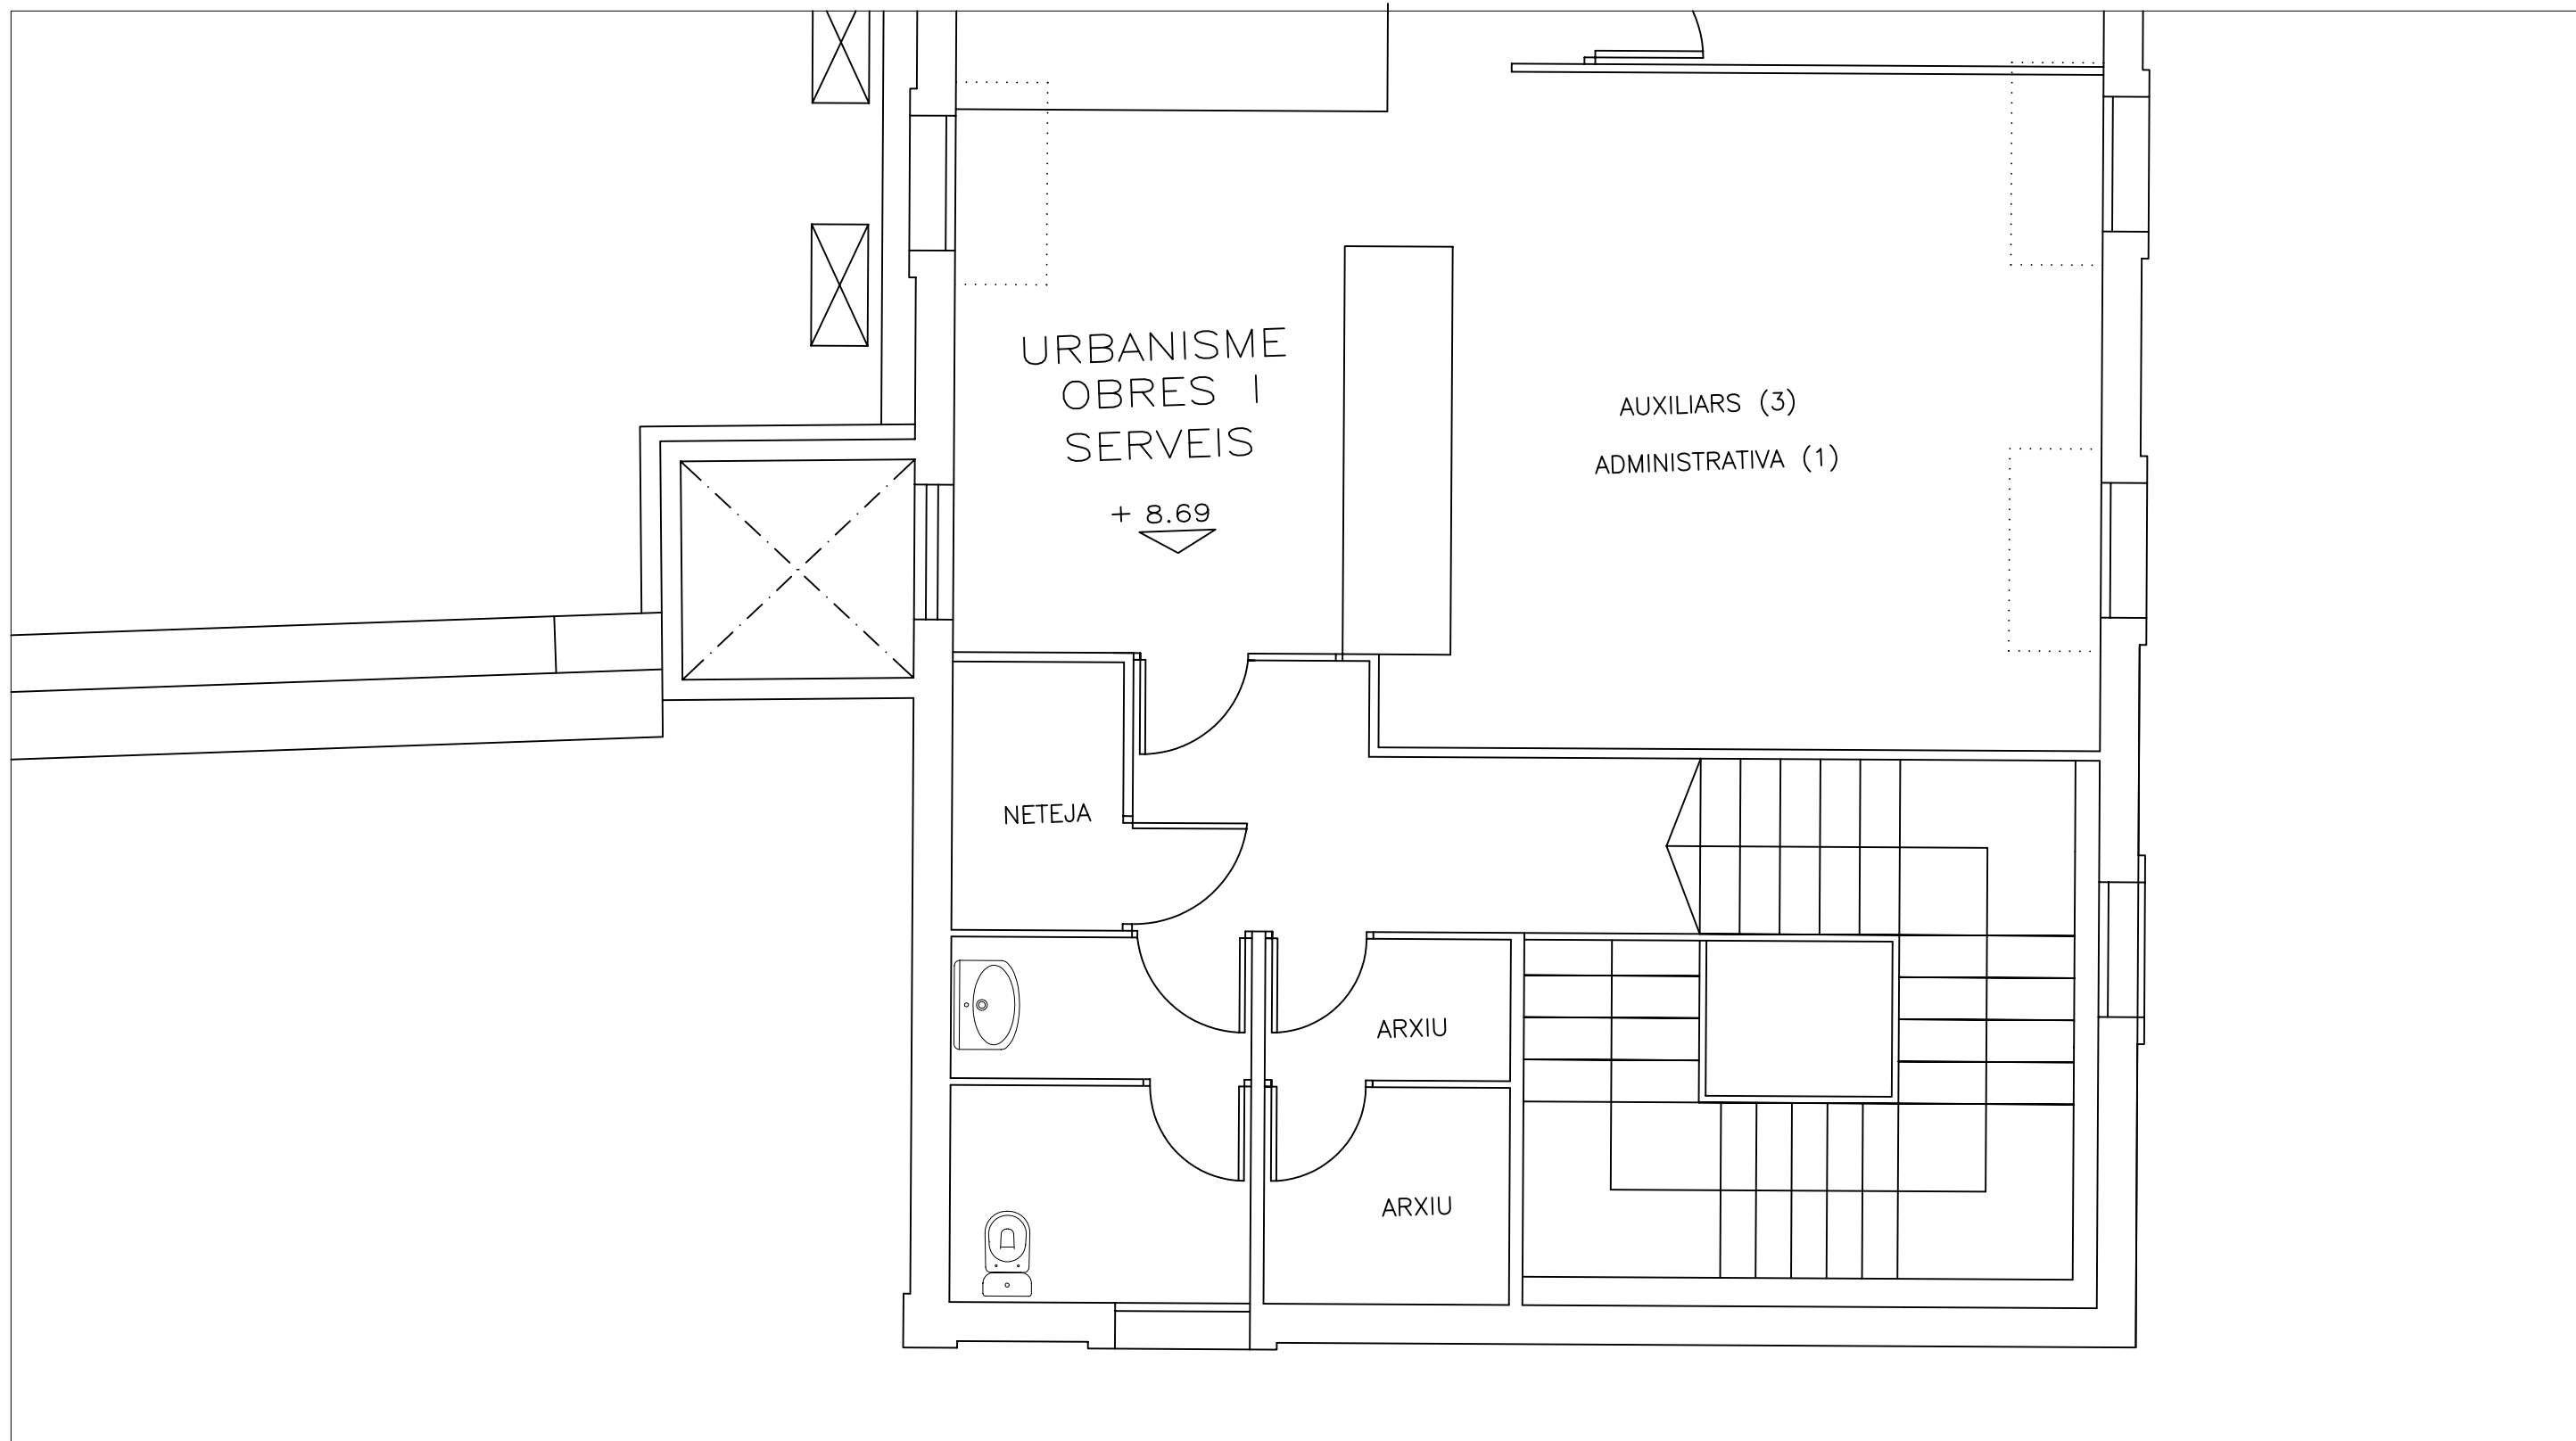 URBANISME
OBRES I
SERVEIS
+ 8.69
AUXILIARS (3)
ADMINISTRATIVA (1)
NETEJA
ARXIU
ARXIU